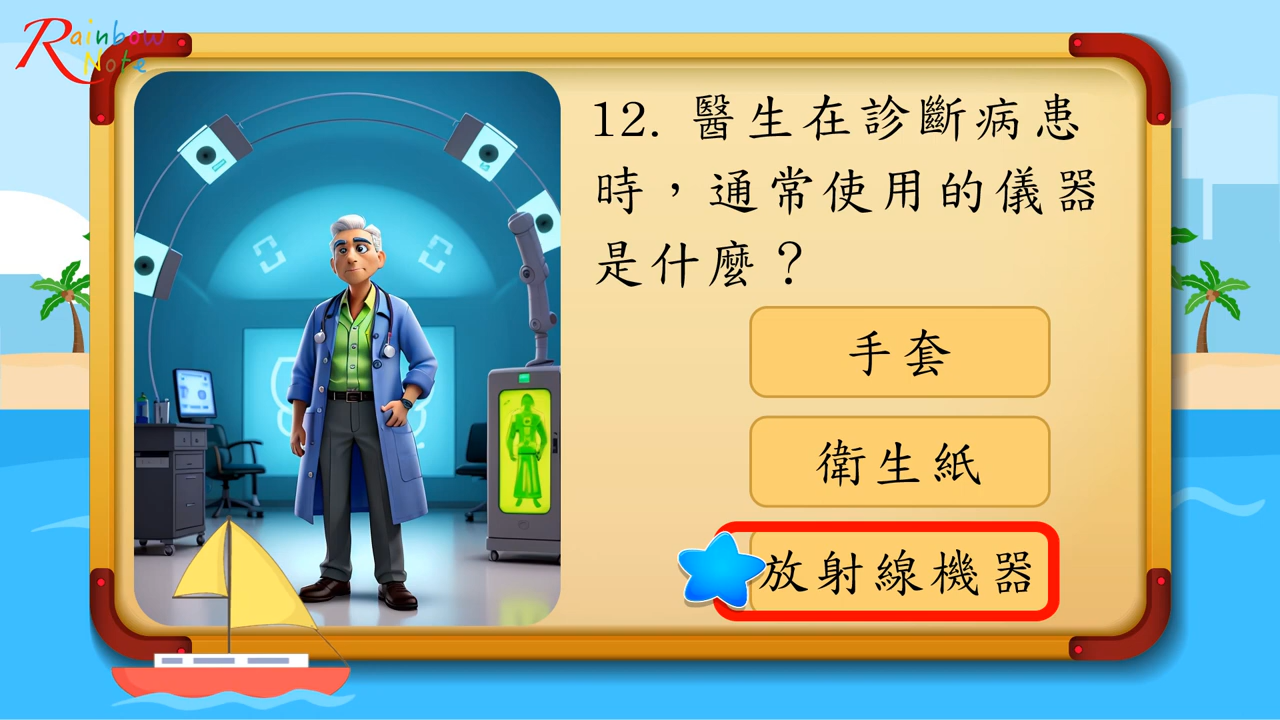 Rainbow
Note
12. 醫生在診斷病患
時，通常使用的儀器
是什麼？
手套
衛生紙
放射線機器